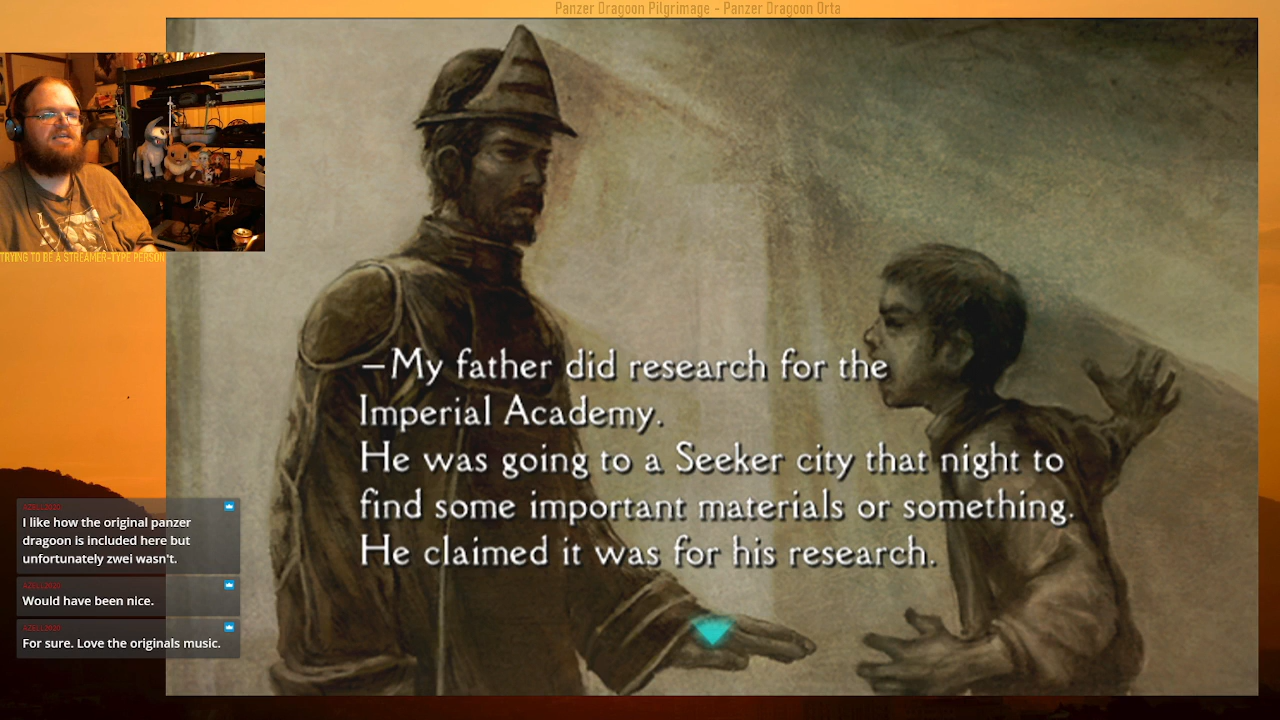 Panzer Dragoon Pilgrimage - Panzer Dragoon Orta
TRYING TO BE A STREAMER-TYPE PERSON
–My father did research for the
Imperial Academy.
He was going to a Seeker city that night to
find some important materials or something.
He claimed it was for his research.
I like how the original panzer
dragoon is included here but
unfortunately zwei wasn't.
Would have been nice.
For sure. Love the originals music.